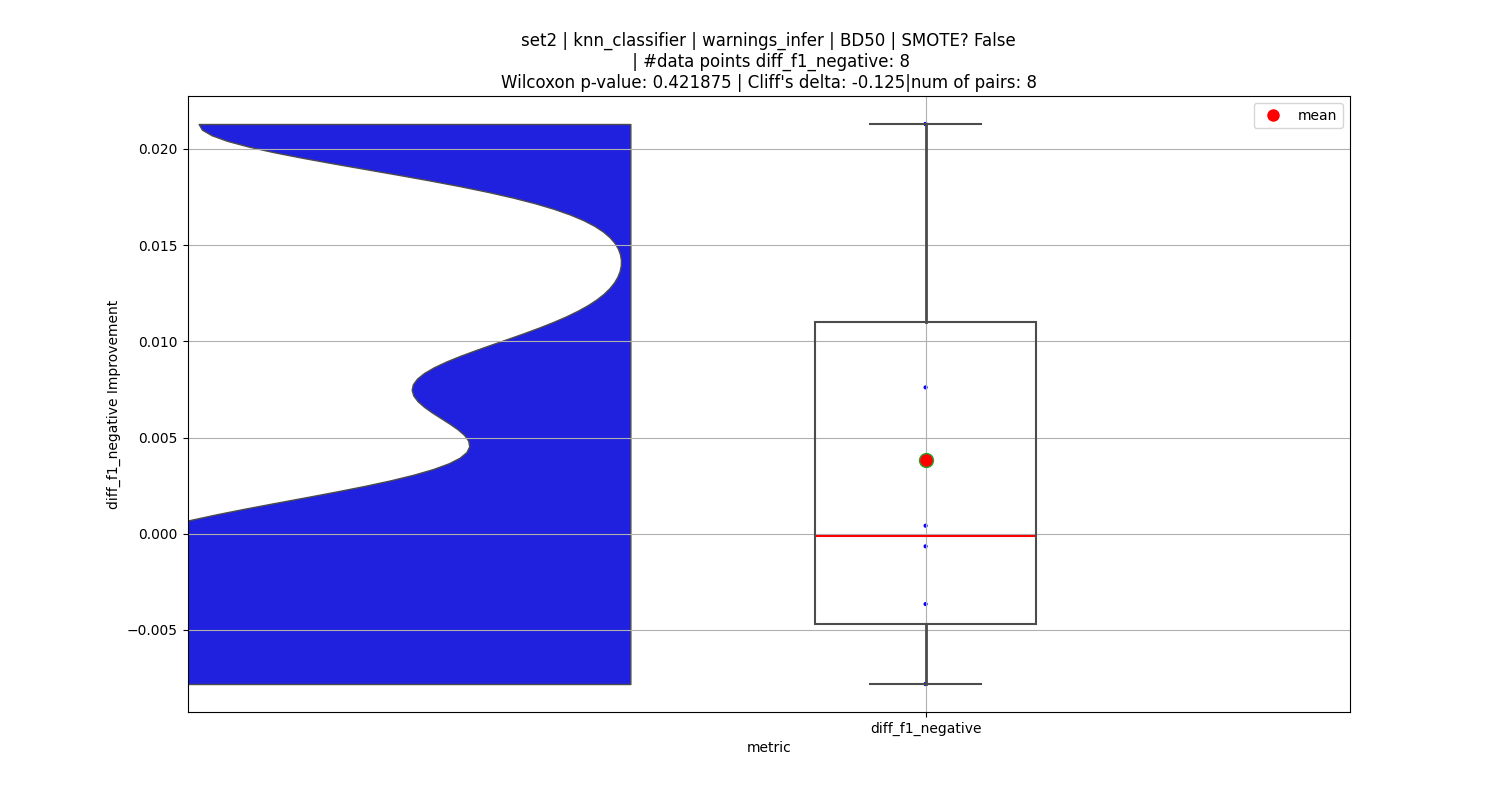 set2 | knn_classifier | warnings_infer | BD50 | SMOTE? False
| #data points diff_f1_negative: 8
Wilcoxon p-value: 0.421875 | Cliff's delta: -0.125|num of pairs: 8
mean
0.020
0.015
0.010
0.005
0.000
−0.005
diff_f1_negative Improvement
diff_f1_negative
metric